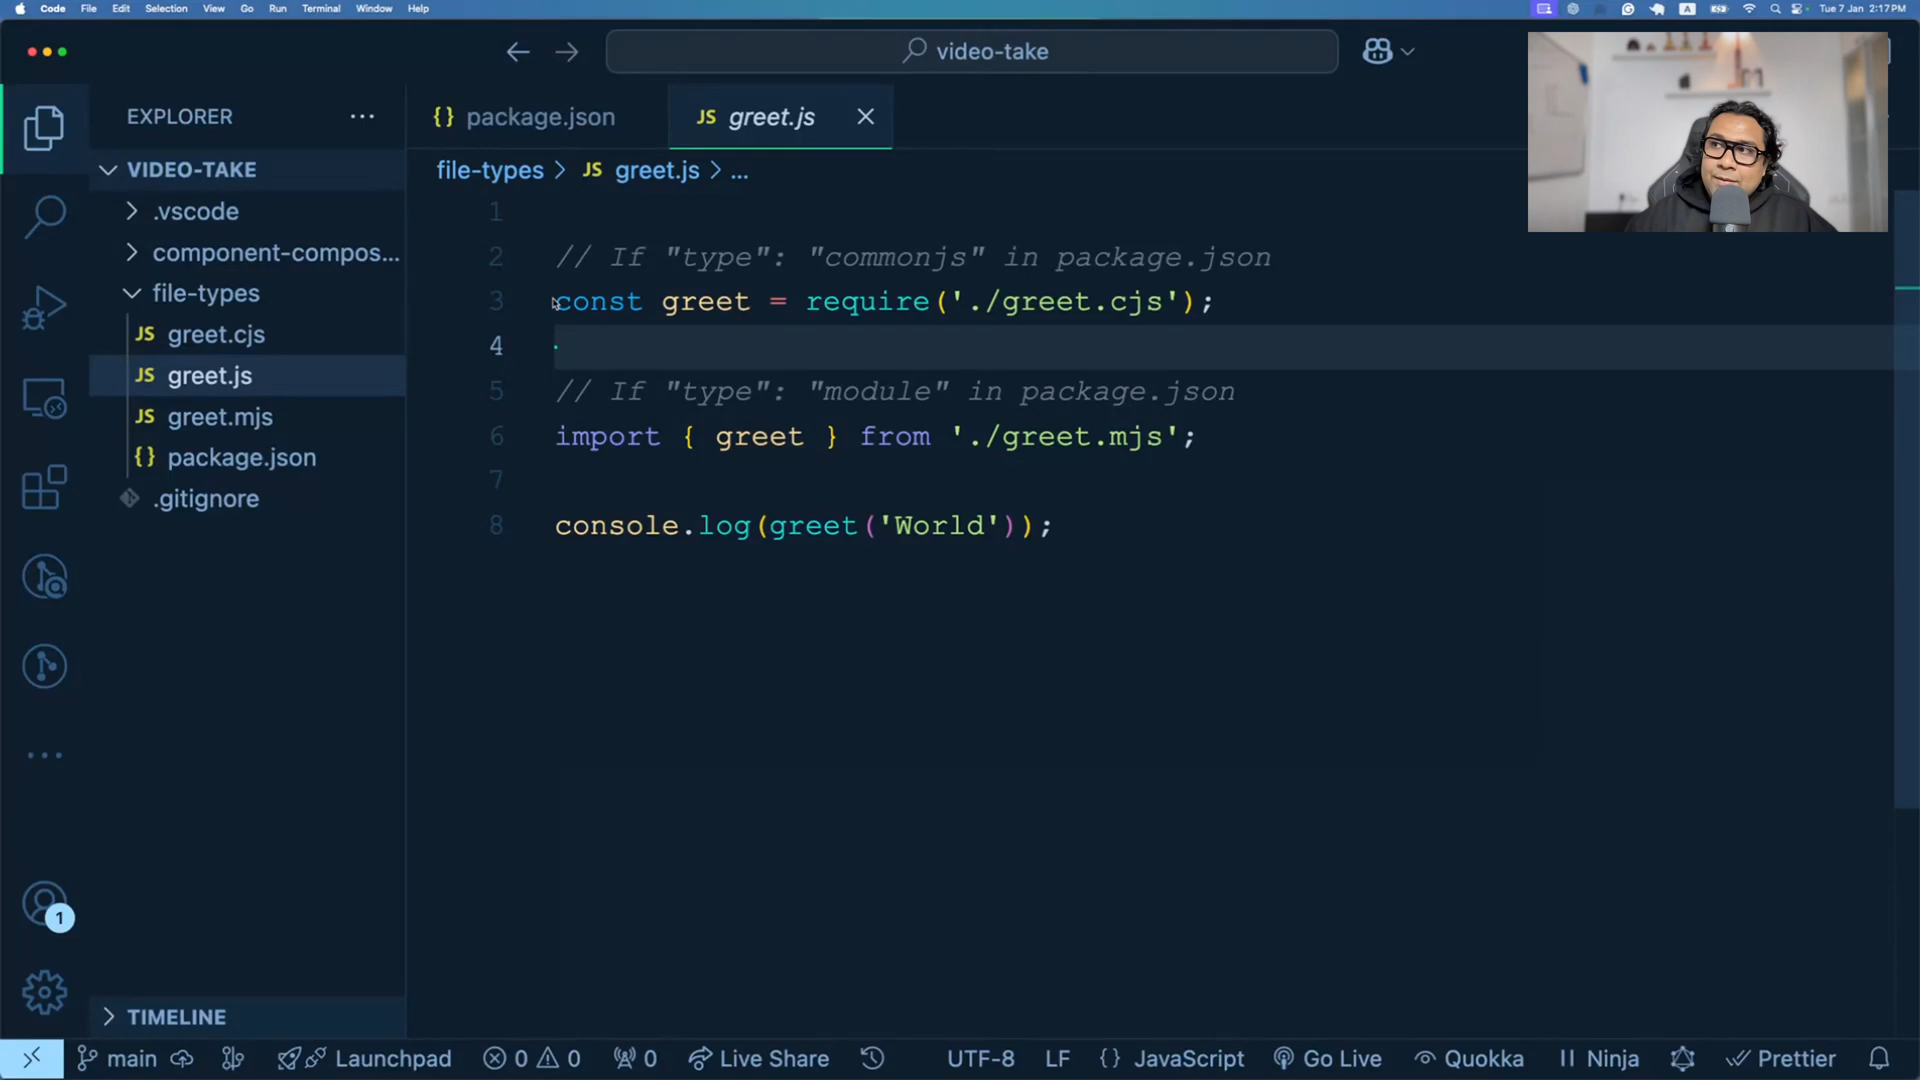 Code File Edit Selection View Go Run Terminal Window Help
A Tue 7 Jan 2:17 PM
video-take
EXPLORER ...
VIDEO-TAKE
.vscode
component-compos...
file-types
JS greet.cjs
JS greet.js
JS greet.mjs
{} package.json
.gitignore
TIMELINE
{} package.json
JS greet.js
file-types > JS greet.js > ...
1
2 // If "type": "commonjs" in package.json
3 const greet = require('./greet.cjs');
4
5 // If "type": "module" in package.json
6 import { greet } from './greet.mjs';
7
8 console.log(greet('World'));
1
main Launchpad 0 0 0 Live Share UTF-8 LF {} JavaScript Go Live Quokka Ninja Prettier